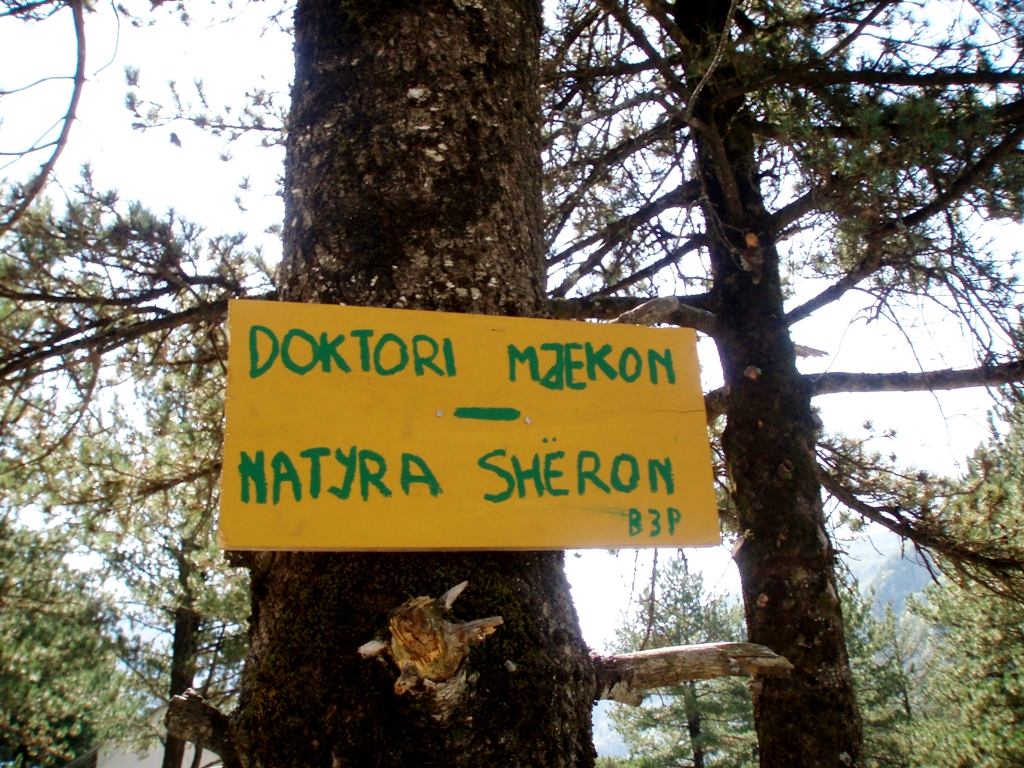 DOKTORI MJEKON
—
NATYRA SHËRON
B3P